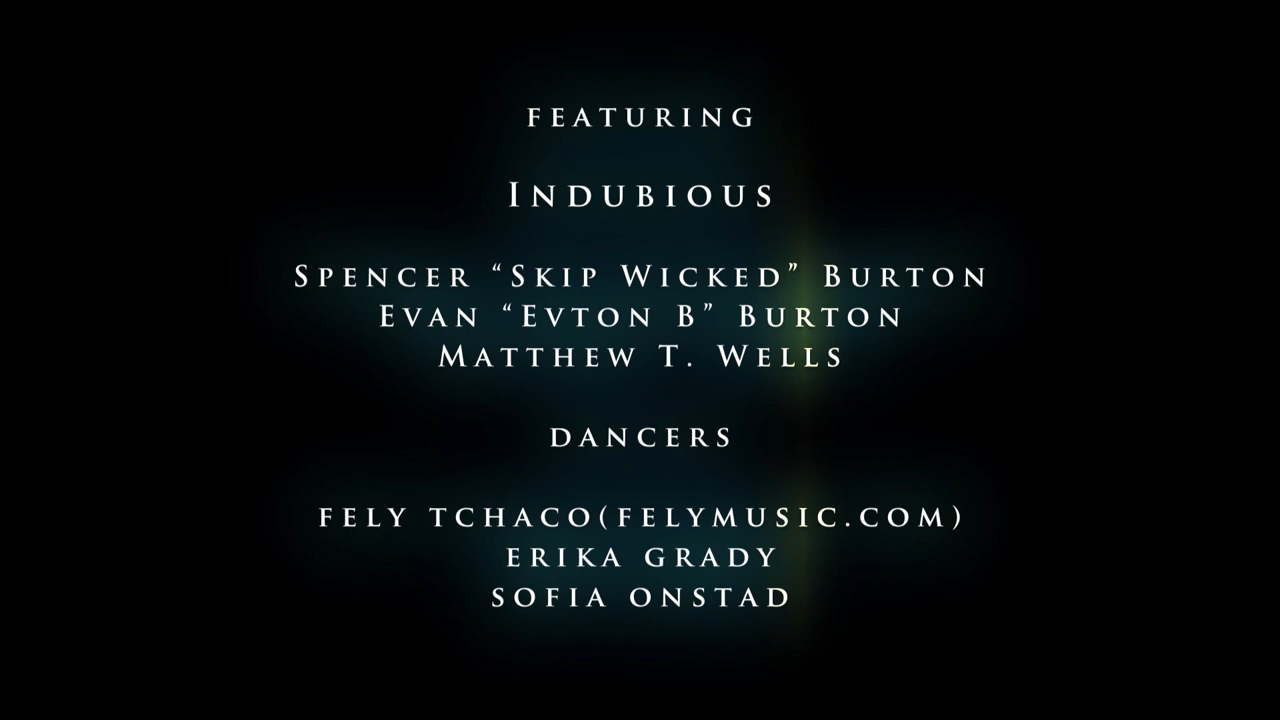 FEATURING
INDUBIOUS
SPENCER “SKIP WICKED” BURTON
EVAN “EVTON B” BURTON
MATTHEW T. WELLS
DANCERS
FELY TCHACO(FELYMUSIC.COM)
ERIKA GRADY
SOFIA ONSTAD